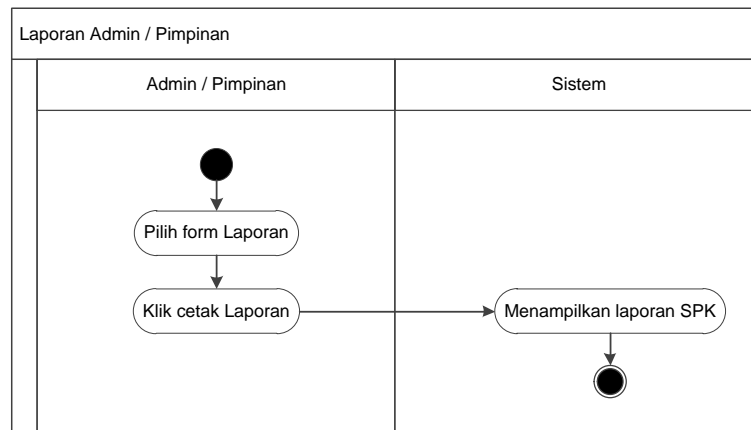 Laporan Admin / Pimpinan
Admin / Pimpinan
Sistem
Pilih form Laporan
Klik cetak Laporan
Menampilkan laporan SPK